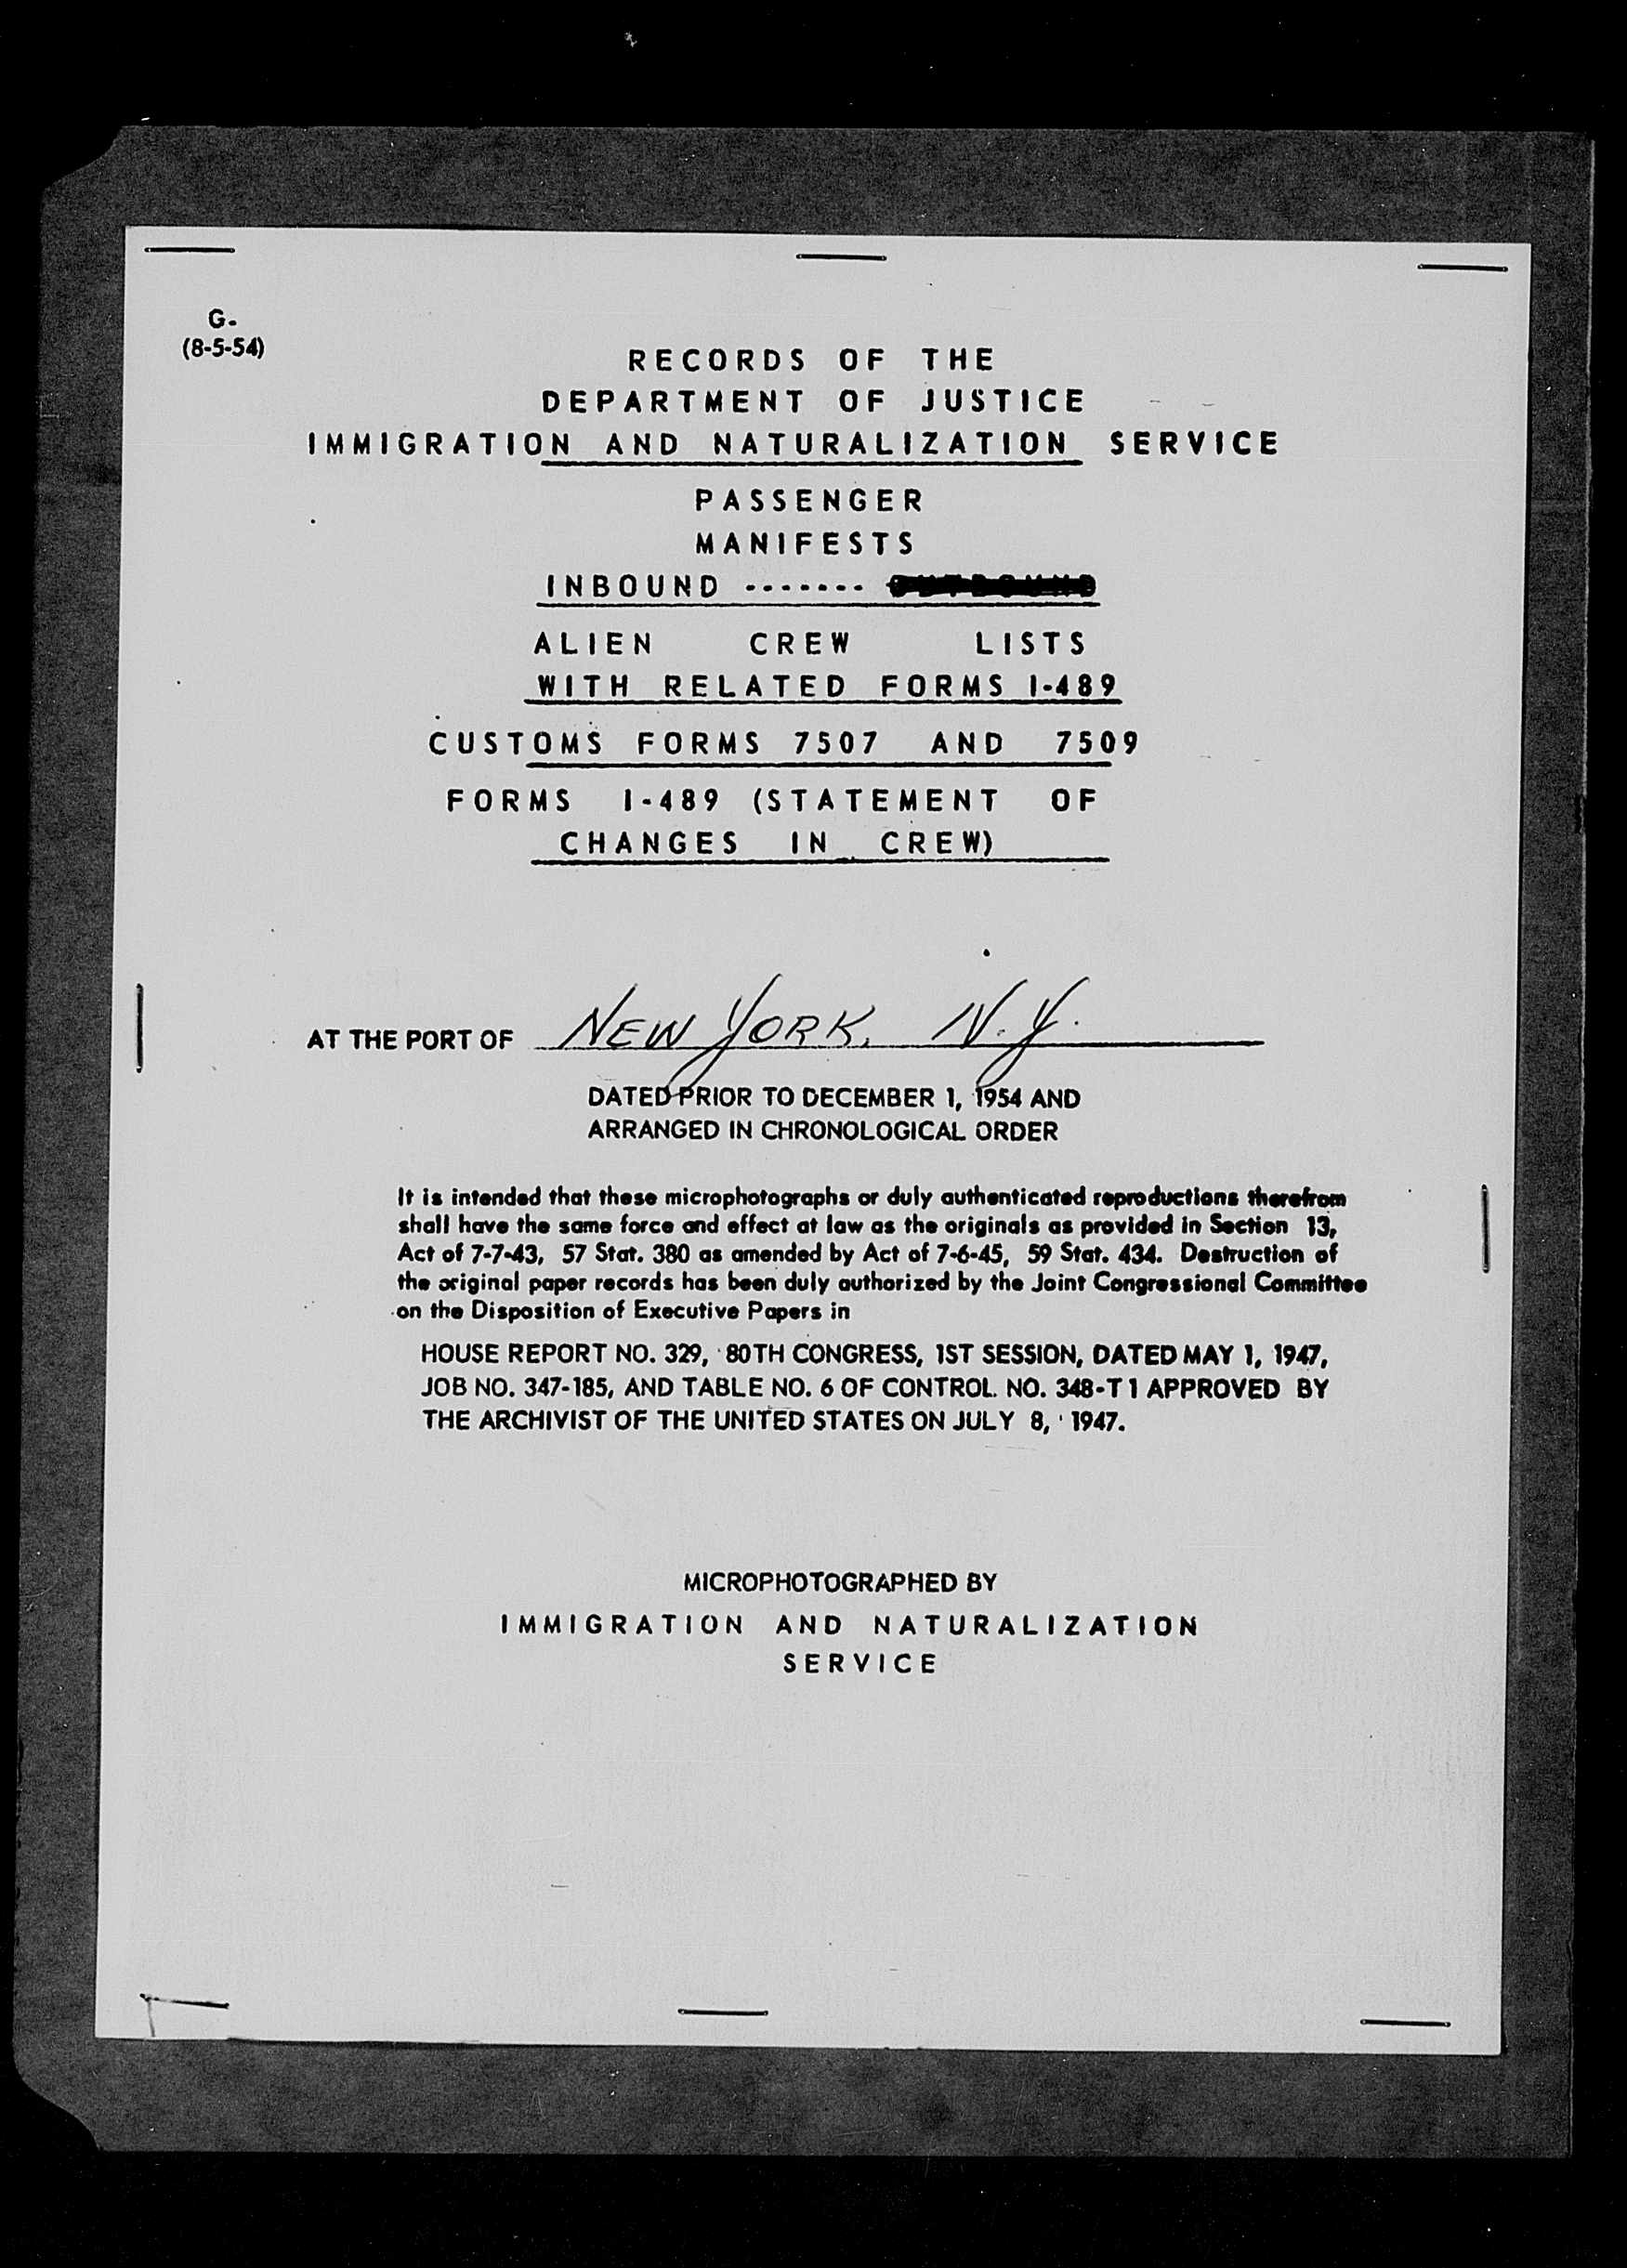 G-
(8-5-54)
RECORDS OF THE
DEPARTMENT OF JUSTICE
IMMIGRATION AND NATURALIZATION SERVICE
PASSENGER
MANIFESTS
INBOUND -------
ALIEN CREW LISTS
WITH RELATED FORMS I-489
CUSTOMS FORMS 7507 AND 7509
FORMS I-489 (STATEMENT OF
CHANGES IN CREW)
AT THE PORT OF NEW YORK, N.Y.
DATED PRIOR TO DECEMBER 1, 1954 AND
ARRANGED IN CHRONOLOGICAL ORDER
It is intended that these microphotographs or duly authenticated reproductions therefrom
shall have the same force and effect at law as the originals as provided in Section 13,
Act of 7-7-43, 57 Stat. 380 as amended by Act of 7-6-45, 59 Stat. 434. Destruction of
the original paper records has been duly authorized by the Joint Congressional Committee
on the Disposition of Executive Papers in
HOUSE REPORT NO. 329, 80TH CONGRESS, 1ST SESSION, DATED MAY 1, 1947,
JOB NO. 347-185, AND TABLE NO. 6 OF CONTROL NO. 348-T1 APPROVED BY
THE ARCHIVIST OF THE UNITED STATES ON JULY 8, 1947.
MICROPHOTOGRAPHED BY
IMMIGRATION AND NATURALIZATION
SERVICE